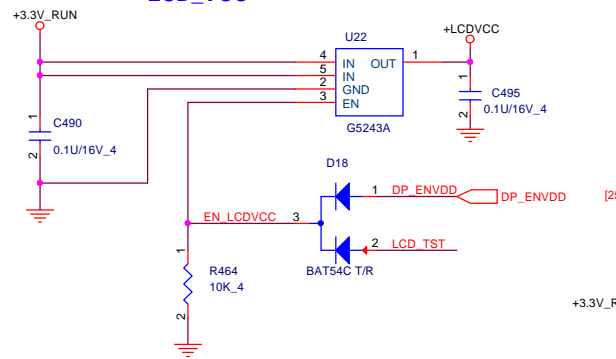 +3.3V_RUN
U22
+LCDVCC
4 IN OUT 1
5 IN
2 GND
3 EN
G5243A
1
C490
0.1U/16V_4
2
1
C495
0.1U/16V_4
2
D18
1 DP_ENVDD
DP_ENVDD
EN_LCDVCC 3
2 LCD_TST
BAT54C T/R
1
R464
10K_4
2
+3.3V_R